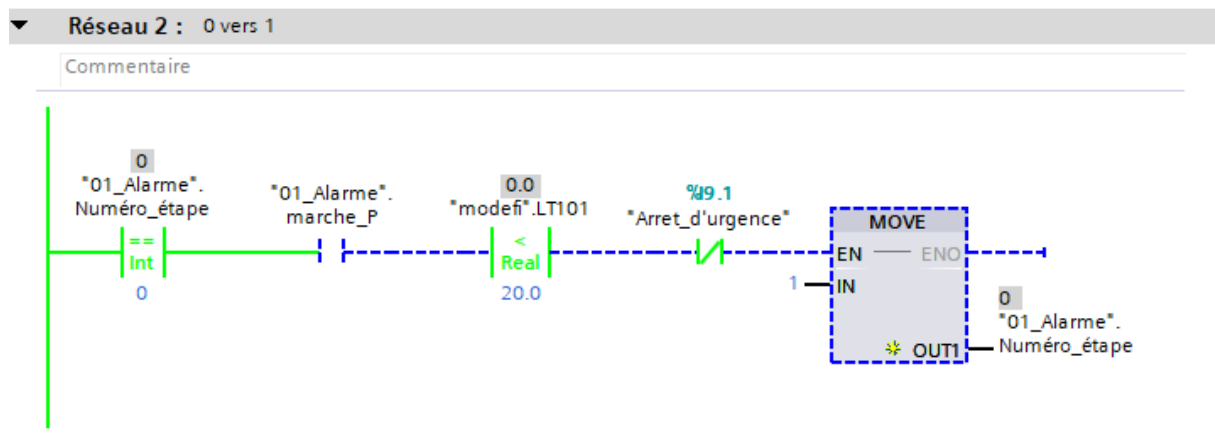 Réseau 2 : 0 vers 1
Commentaire
0
"01_Alarme".
Numéro_étape
==
Int
0
"01_Alarme".
marche_P
0.0
"modefi".LT101
<
Real
20.0
%I9.1
"Arret_d'urgence"
MOVE
EN
ENO
1
IN
OUT1
0
"01_Alarme".
Numéro_étape